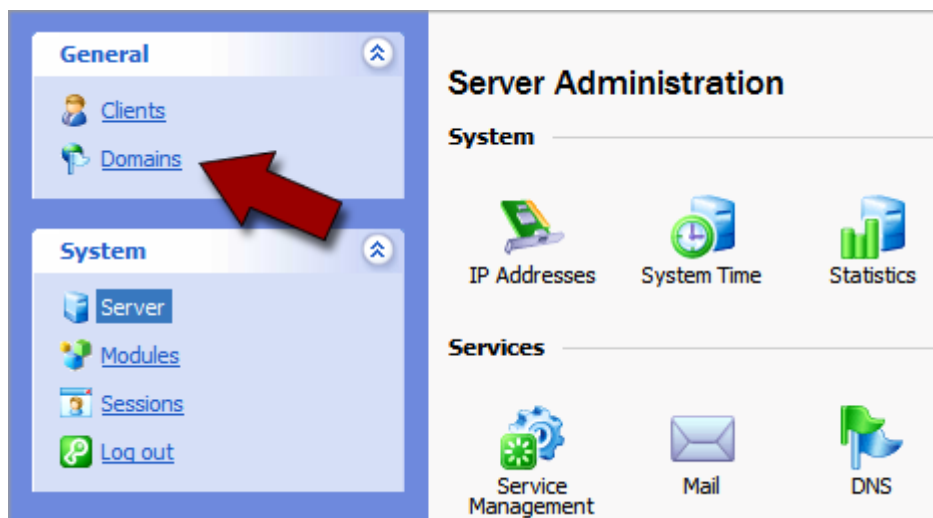 General
Clients
Domains
System
Server
Modules
Sessions
Log out
Server Administration
System
IP Addresses
System Time
Statistics
Services
Service
Management
Mail
DNS